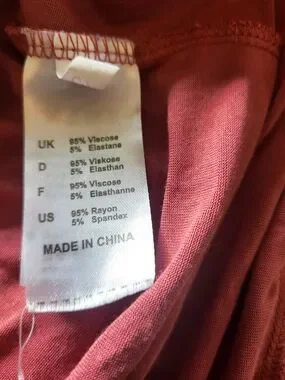 UK 95% Viscose
5% Elastane
D 95% Viskose
5% Elasthan
F 95% Viscose
5% Elasthanne
US 95% Rayon
5% Spandex
MADE IN CHINA